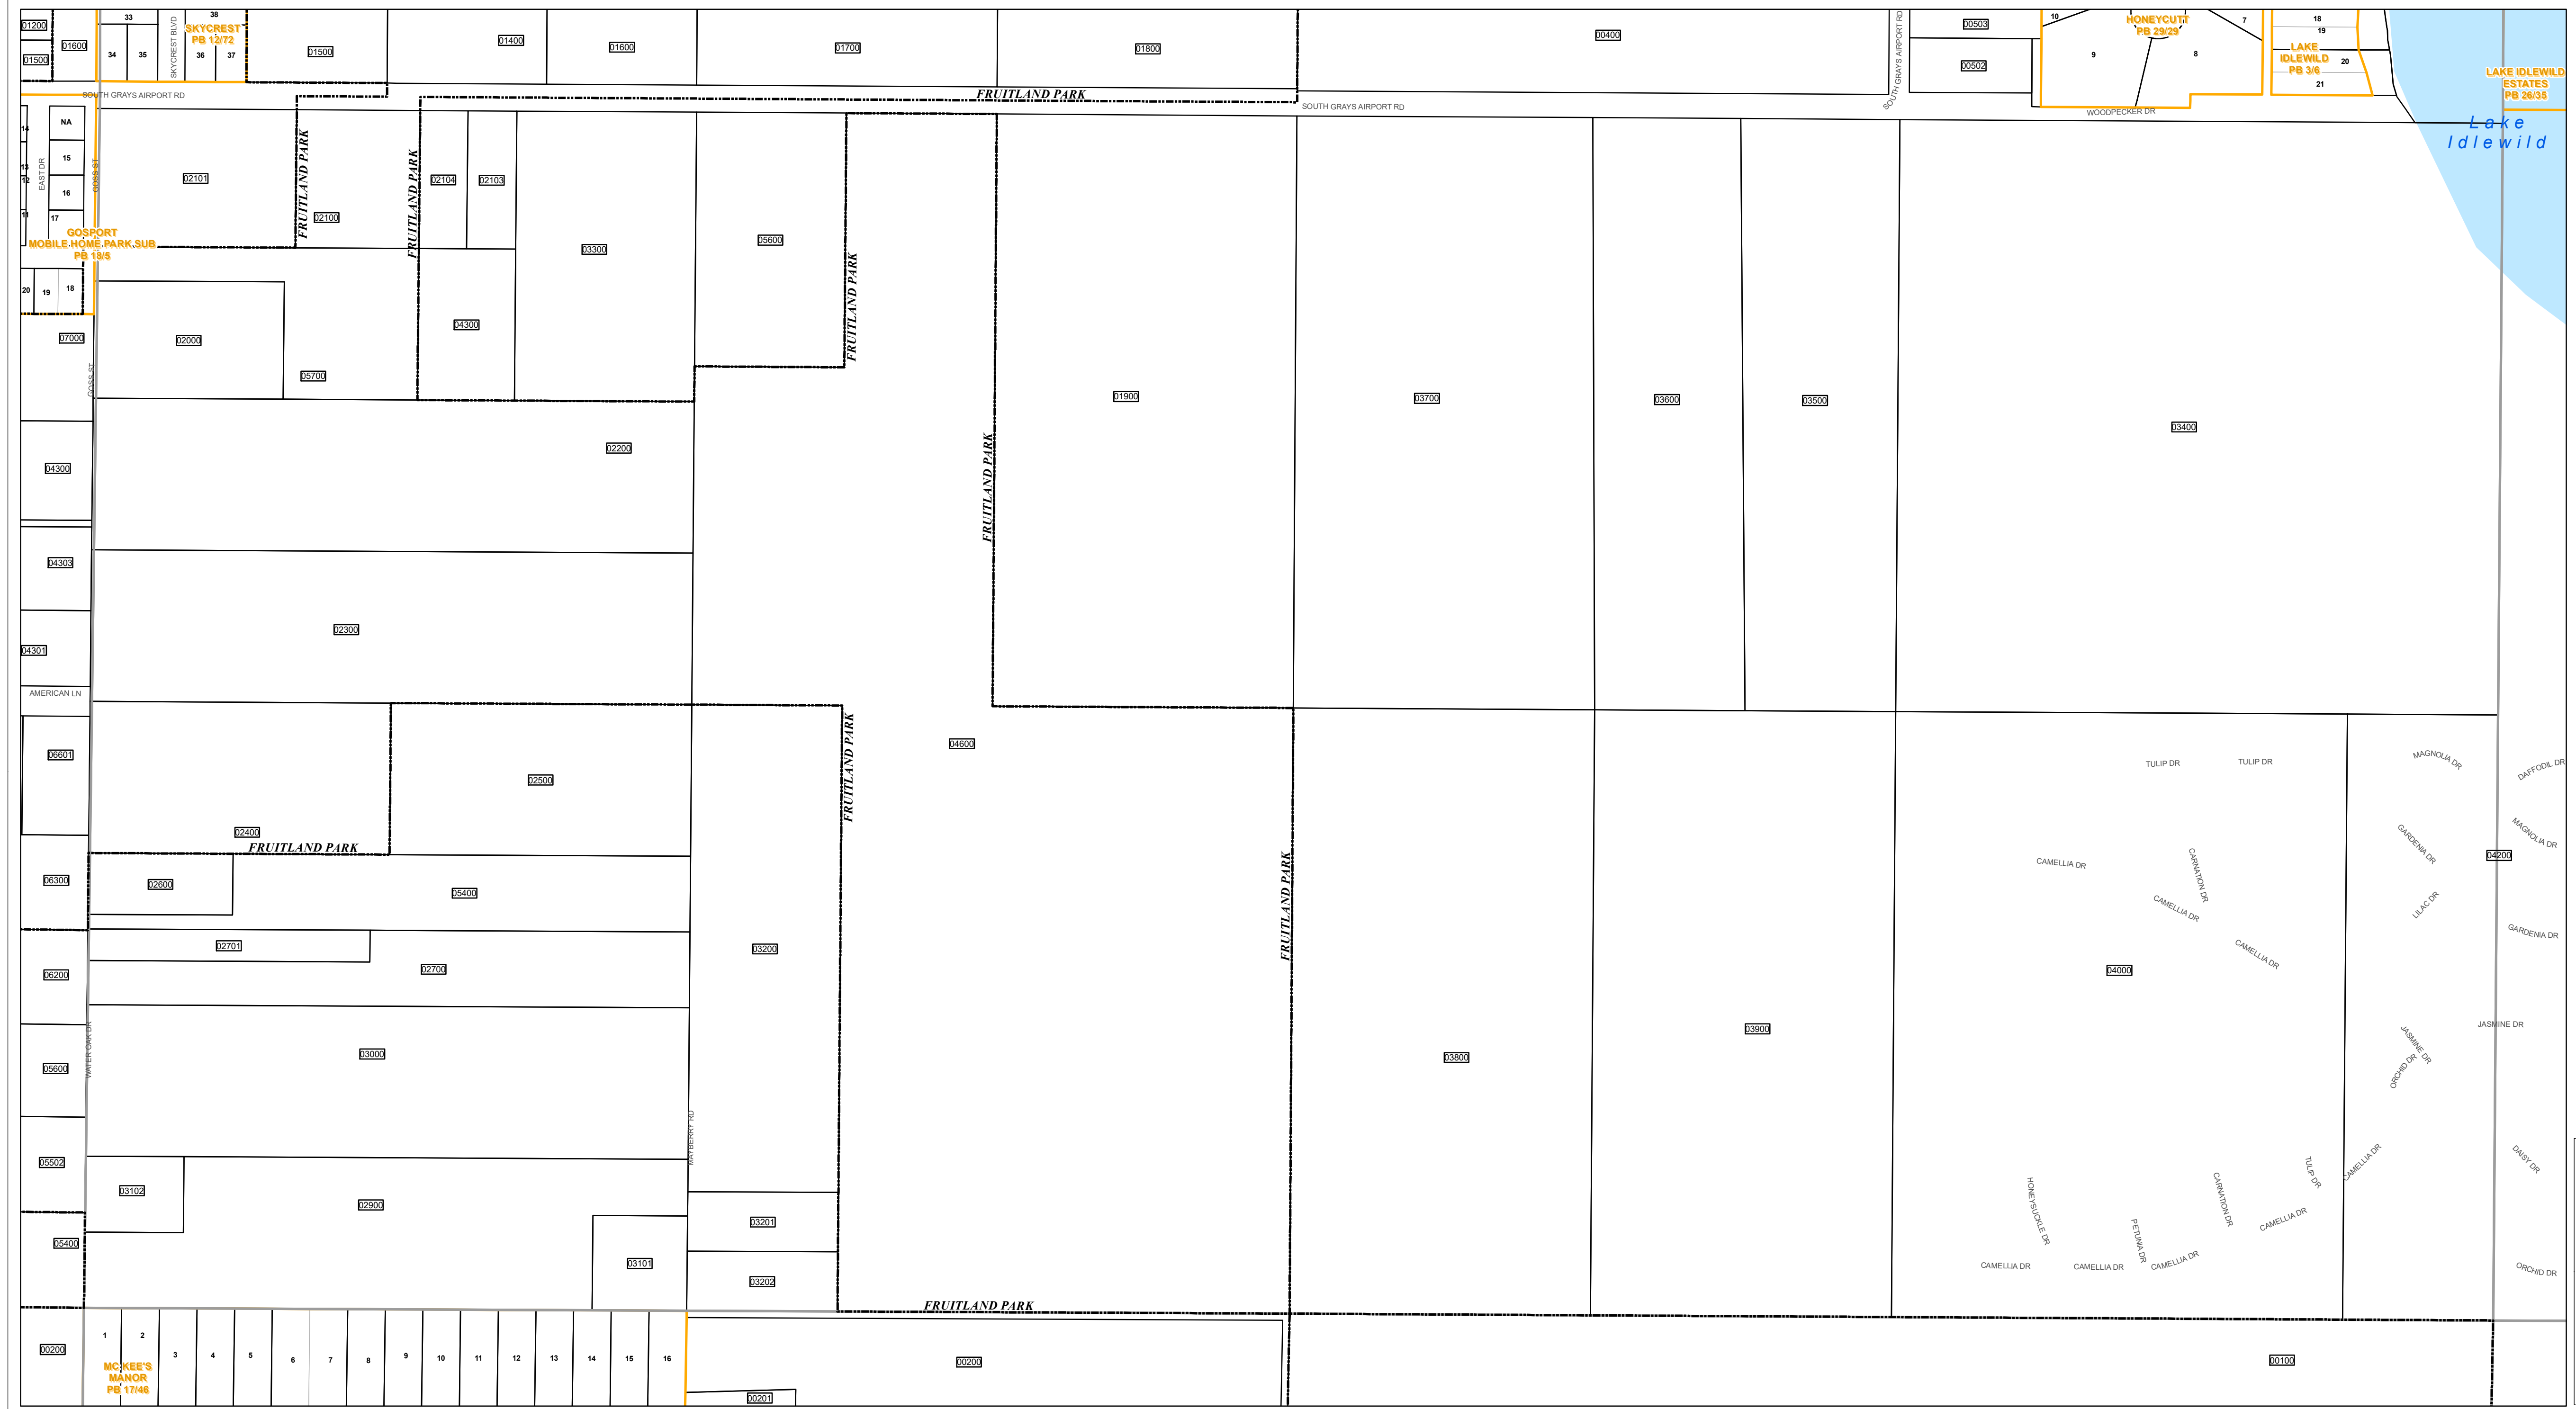 01200
01500
01600
33
34
35
SKYCREST BLVD
38
SKYCREST
PB 12/72
36
37
01500
01400
01600
01700
01800
00400
SOUTH GRAYS AIRPORT RD
00503
00502
10
HONEYCUTT
PB 29/29
7
9
8
18
19
LAKE
IDLEWILD
PB 3/6
20
21
LAKE IDLEWILD
ESTATES
PB 26/35
SOUTH GRAYS AIRPORT RD
FRUITLAND PARK
SOUTH GRAYS AIRPORT RD
WOODPECKER DR
Lake
Idlewild
14
13
12
11
EAST DR
NA
15
16
17
GOSS ST
GOSPORT
MOBILE HOME PARK SUB
PB 18/5
20
19
18
07000
GOSS ST
02101
FRUITLAND PARK
02100
FRUITLAND PARK
02104
02103
03300
05600
FRUITLAND PARK
02000
05700
04300
01900
03700
03600
03500
03400
02200
FRUITLAND PARK
04300
04303
04301
02300
AMERICAN LN
06601
02400
FRUITLAND PARK
02500
FRUITLAND PARK
04600
FRUITLAND PARK
TULIP DR
TULIP DR
MAGNOLIA DR
DAFFODIL DR
GARDENIA DR
MAGNOLIA DR
04200
CAMELLIA DR
CARNATION DR
CAMELLIA DR
LILAC DR
GARDENIA DR
CAMELLIA DR
04000
06300
02600
05400
02701
02700
06200
03200
WATER OAK DR
05600
03000
03800
03900
JASMINE DR
JASMINE DR
ORCHID DR
MAYBERRY RD
05502
03102
02900
03101
03201
03202
05400
HONEYSUCKLE DR
PETUNIA DR
CARNATION DR
TULIP DR
CAMELLIA DR
CAMELLIA DR
CAMELLIA DR
CAMELLIA DR
CAMELLIA DR
DAISY DR
ORCHID DR
FRUITLAND PARK
00200
1
2
3
4
5
6
7
8
9
10
11
12
13
14
15
16
MC KEE'S
MANOR
PB 17/46
00200
00201
00100